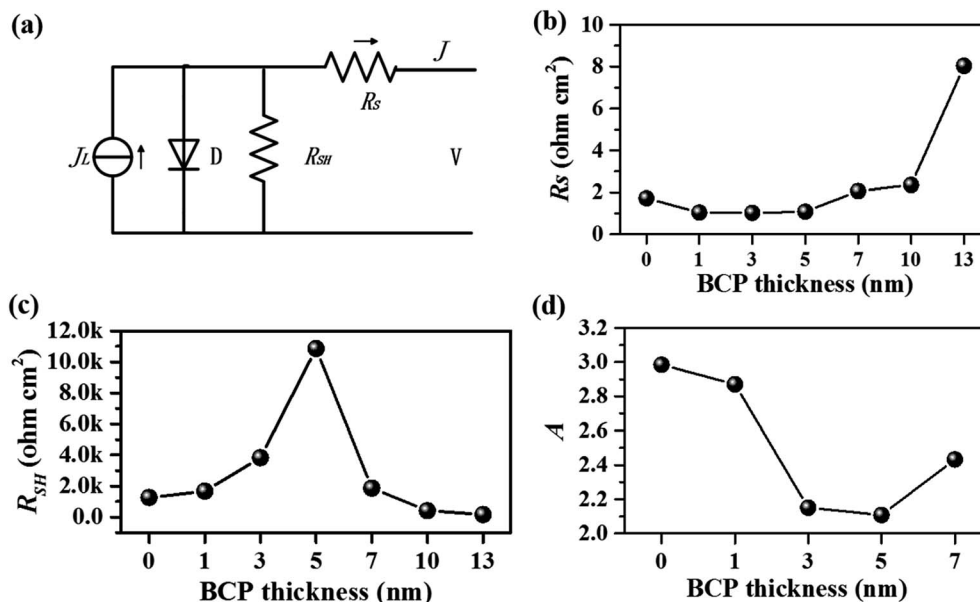 (a)
J
Rs
JL
D
RSH
V
(b)
Rs (ohm cm²)
10
8
6
4
2
0
0 1 3 5 7 10 13
BCP thickness (nm)
(c)
RSH (ohm cm²)
12.0k
10.0k
8.0k
6.0k
4.0k
2.0k
0.0
0 1 3 5 7 10 13
BCP thickness (nm)
(d)
A
3.2
3.0
2.8
2.6
2.4
2.2
2.0
0 1 3 5 7
BCP thickness (nm)